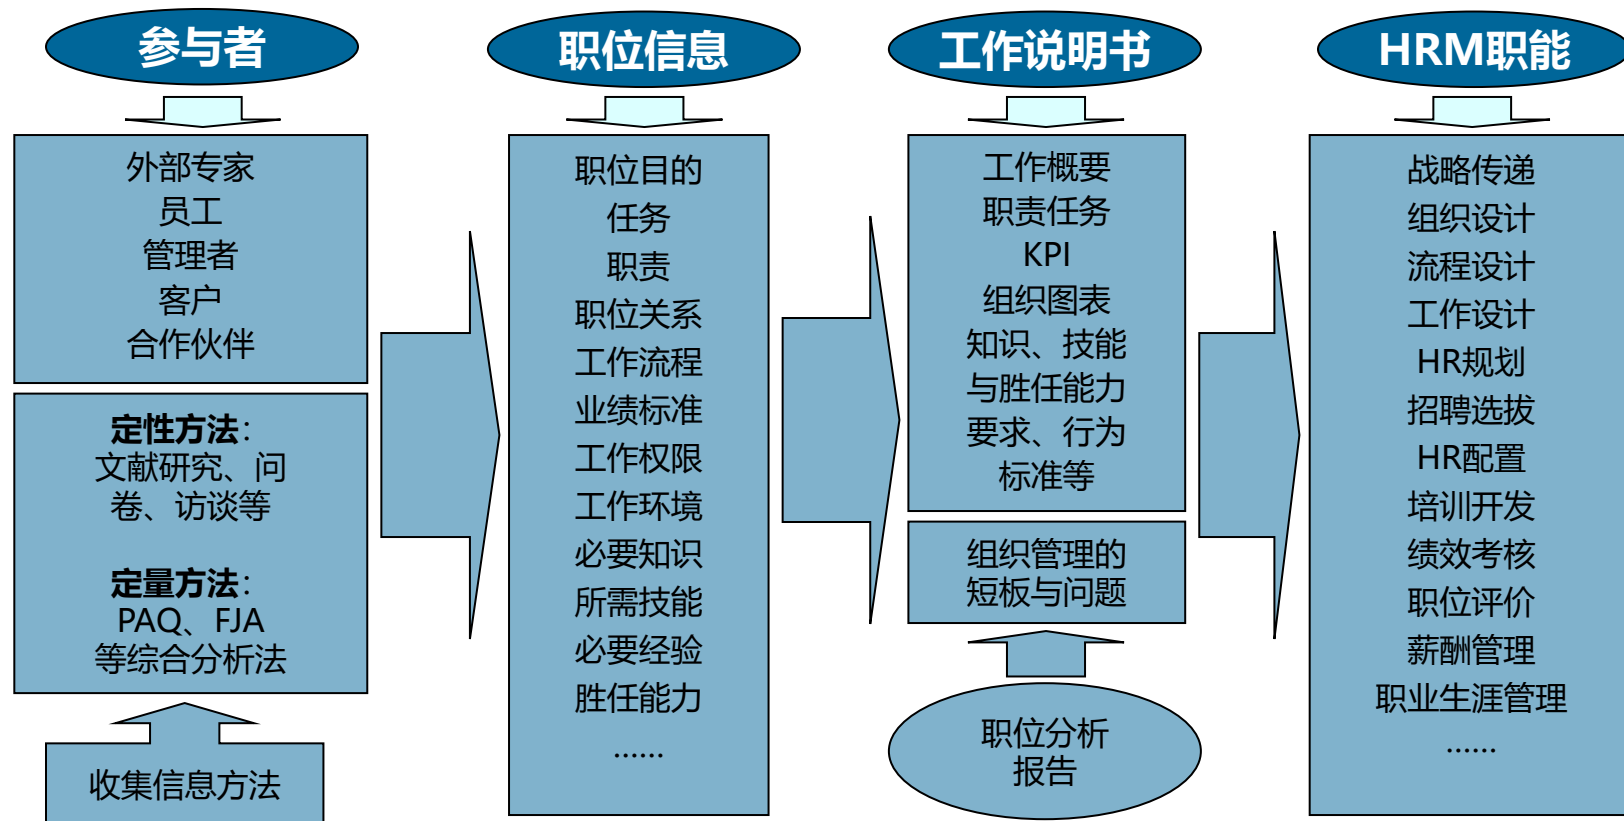 参与者
外部专家
员工
管理者
客户
合作伙伴
定性方法：
文献研究、问
卷、访谈等
定量方法：
PAQ、FJA
等综合分析法
收集信息方法
职位信息
职位目的
任务
职责
职位关系
工作流程
业绩标准
工作权限
工作环境
必要知识
所需技能
必要经验
胜任能力
……
工作说明书
工作概要
职责任务
KPI
组织图表
知识、技能
与胜任能力
要求、行为
标准等
组织管理的
短板与问题
职位分析
报告
HRM职能
战略传递
组织设计
流程设计
工作设计
HR规划
招聘选拔
HR配置
培训开发
绩效考核
职位评价
薪酬管理
职业生涯管理
……